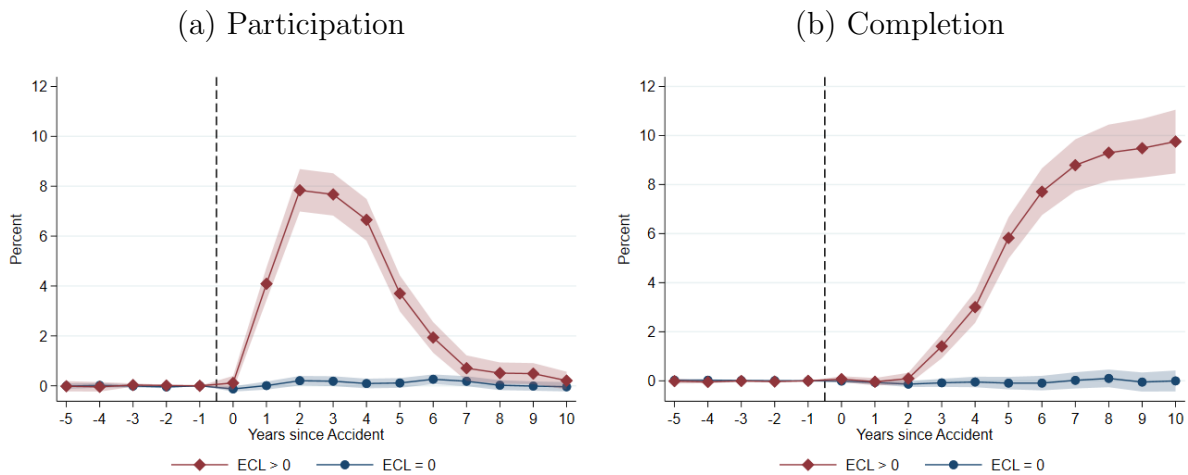 (a) Participation
12
10
8
6
4
2
0
Percent
-5 -4 -3 -2 -1 0 1 2 3 4 5 6 7 8 9 10
Years since Accident
ECL > 0 ECL = 0
(b) Completion
12
10
8
6
4
2
0
Percent
-5 -4 -3 -2 -1 0 1 2 3 4 5 6 7 8 9 10
Years since Accident
ECL > 0 ECL = 0